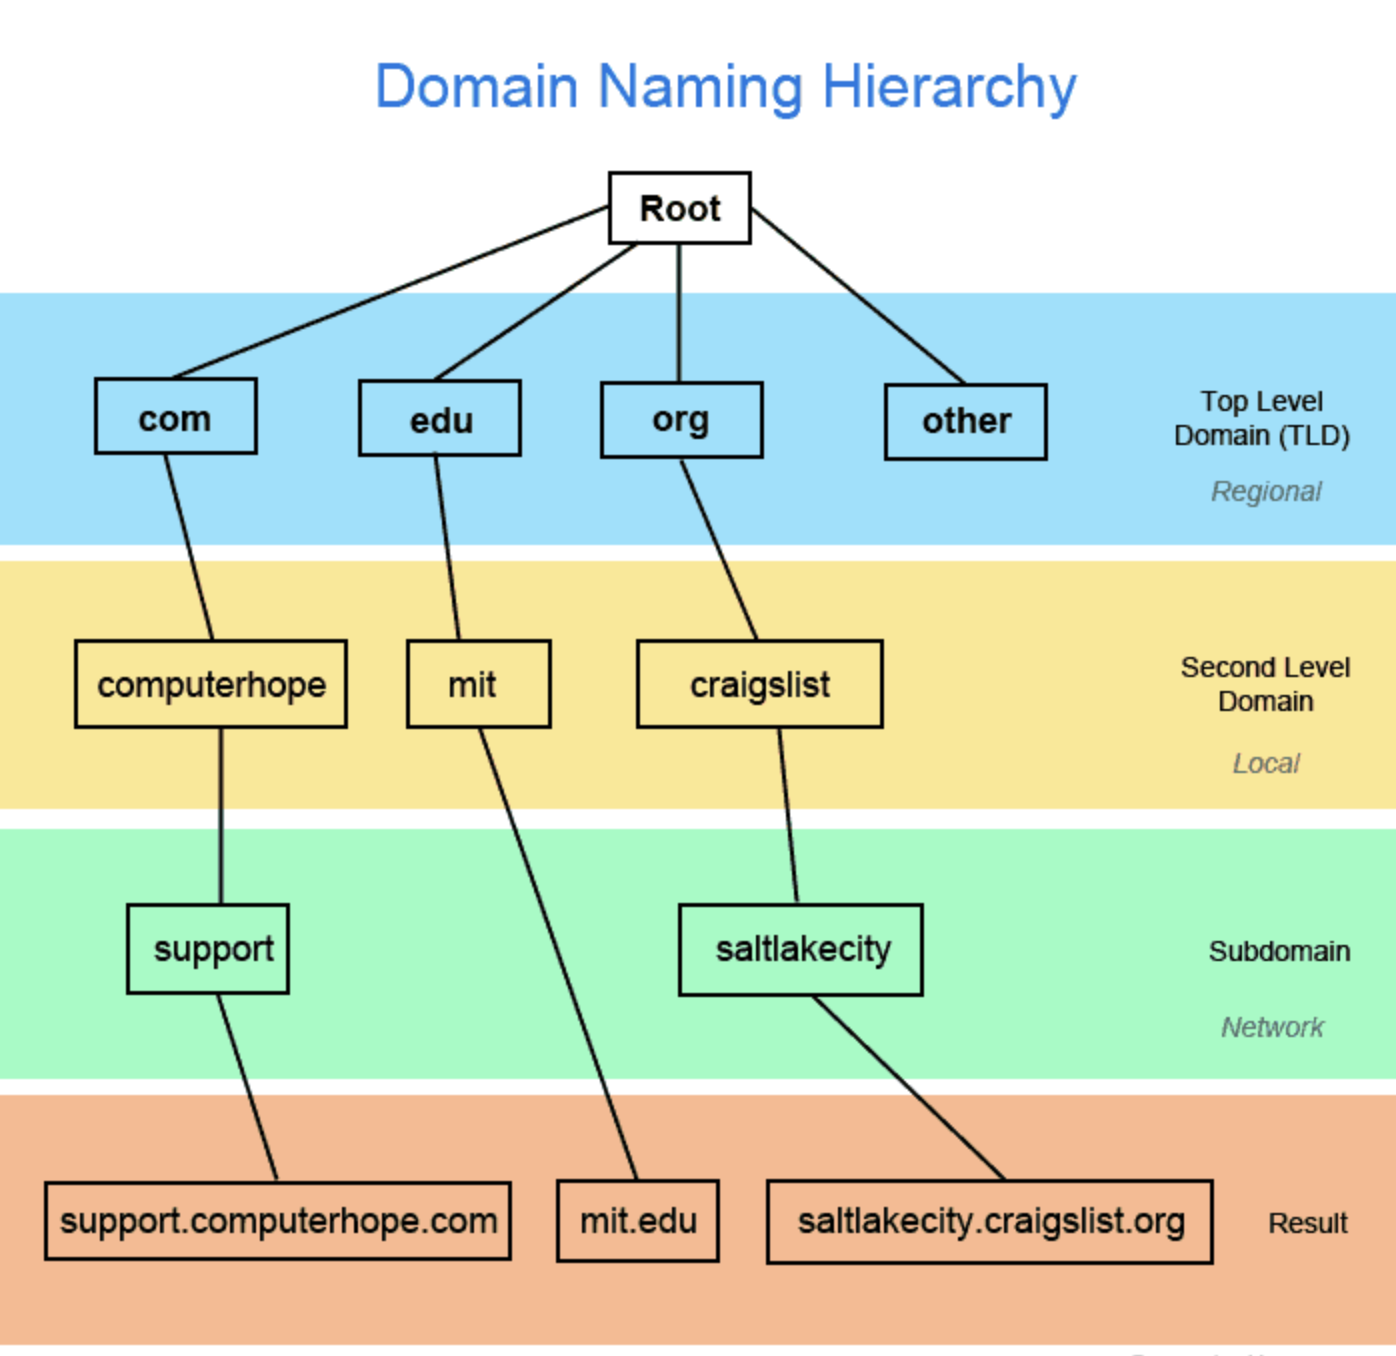 Domain Naming Hierarchy
Root
com
edu
org
other
Top Level
Domain (TLD)
Regional
computerhope
mit
craigslist
Second Level
Domain
Local
support
saltlakecity
Subdomain
Network
support.computerhope.com
mit.edu
saltlakecity.craigslist.org
Result